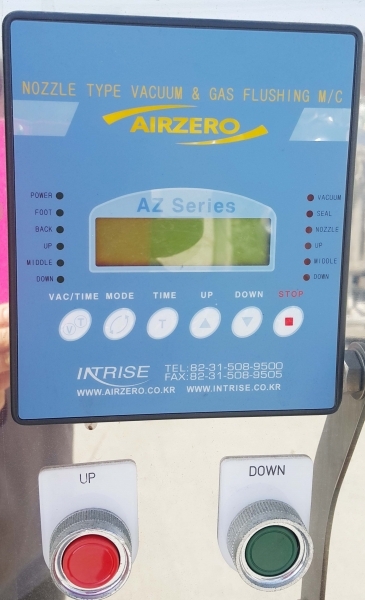 NOZZLE TYPE VACUUM & GAS FLUSHING M/C
AIRZERO
POWER
FOOT
BACK
UP
MIDDLE
DOWN
AZ Series
VACUUM
SEAL
NOZZLE
UP
MIDDLE
DOWN
VAC/TIME MODE TIME UP DOWN STOP
V/T T
INTRISE TEL:82-31-508-9500
FAX:82-31-508-9505
WWW.AIRZERO.CO.KR WWW.INTRISE.CO.KR
UP DOWN